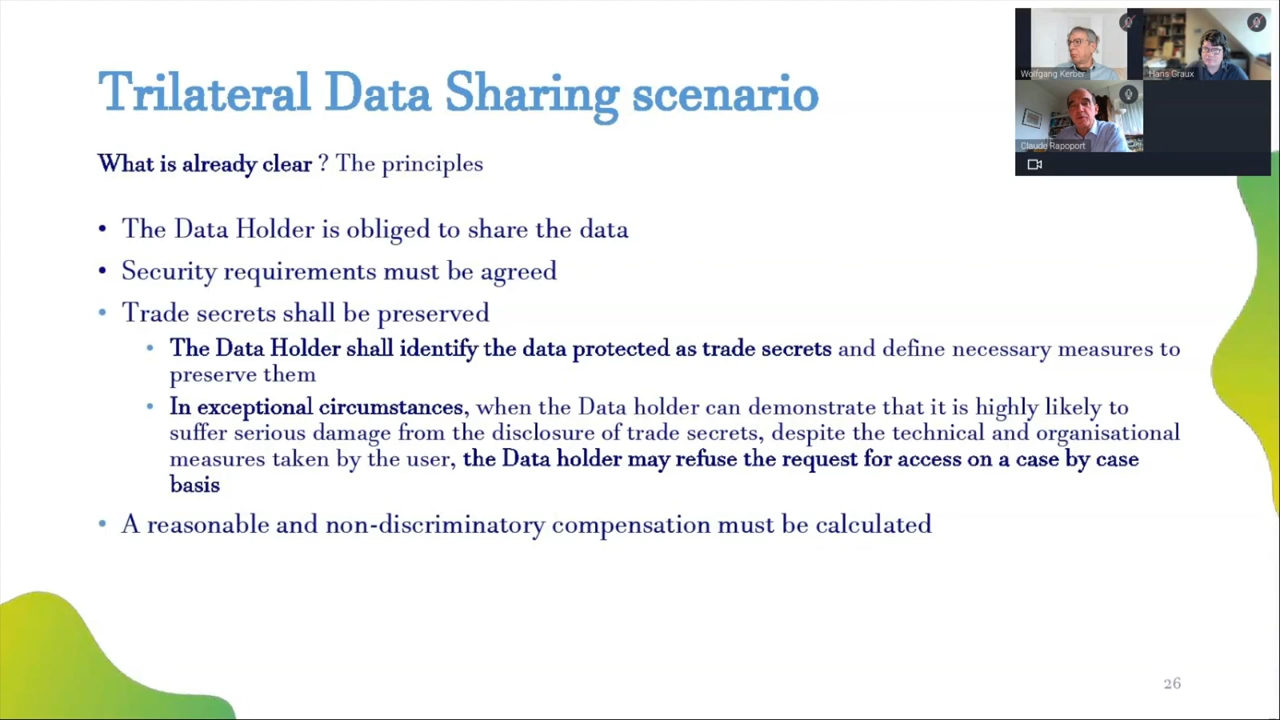 Trilateral Data Sharing scenario
Wolfgang Kerber
Hans Graux
Claude Rapoport
What is already clear ? The principles
• The Data Holder is obliged to share the data
• Security requirements must be agreed
• Trade secrets shall be preserved
• The Data Holder shall identify the data protected as trade secrets and define necessary measures to
preserve them
• In exceptional circumstances, when the Data holder can demonstrate that it is highly likely to
suffer serious damage from the disclosure of trade secrets, despite the technical and organisational
measures taken by the user, the Data holder may refuse the request for access on a case by case
basis
• A reasonable and non-discriminatory compensation must be calculated
26